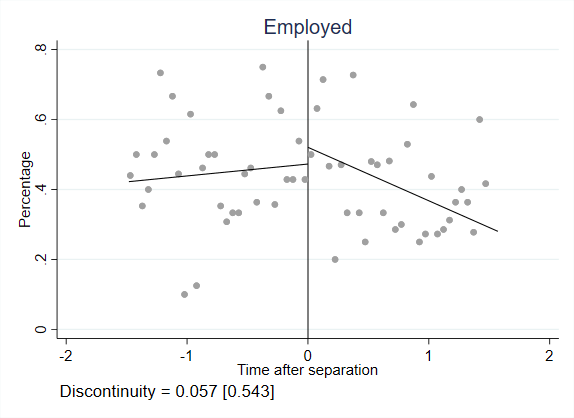 Employed
Percentage
.8
.6
.4
.2
0
-2 -1 0 1 2
Time after separation
Discontinuity = 0.057 [0.543]